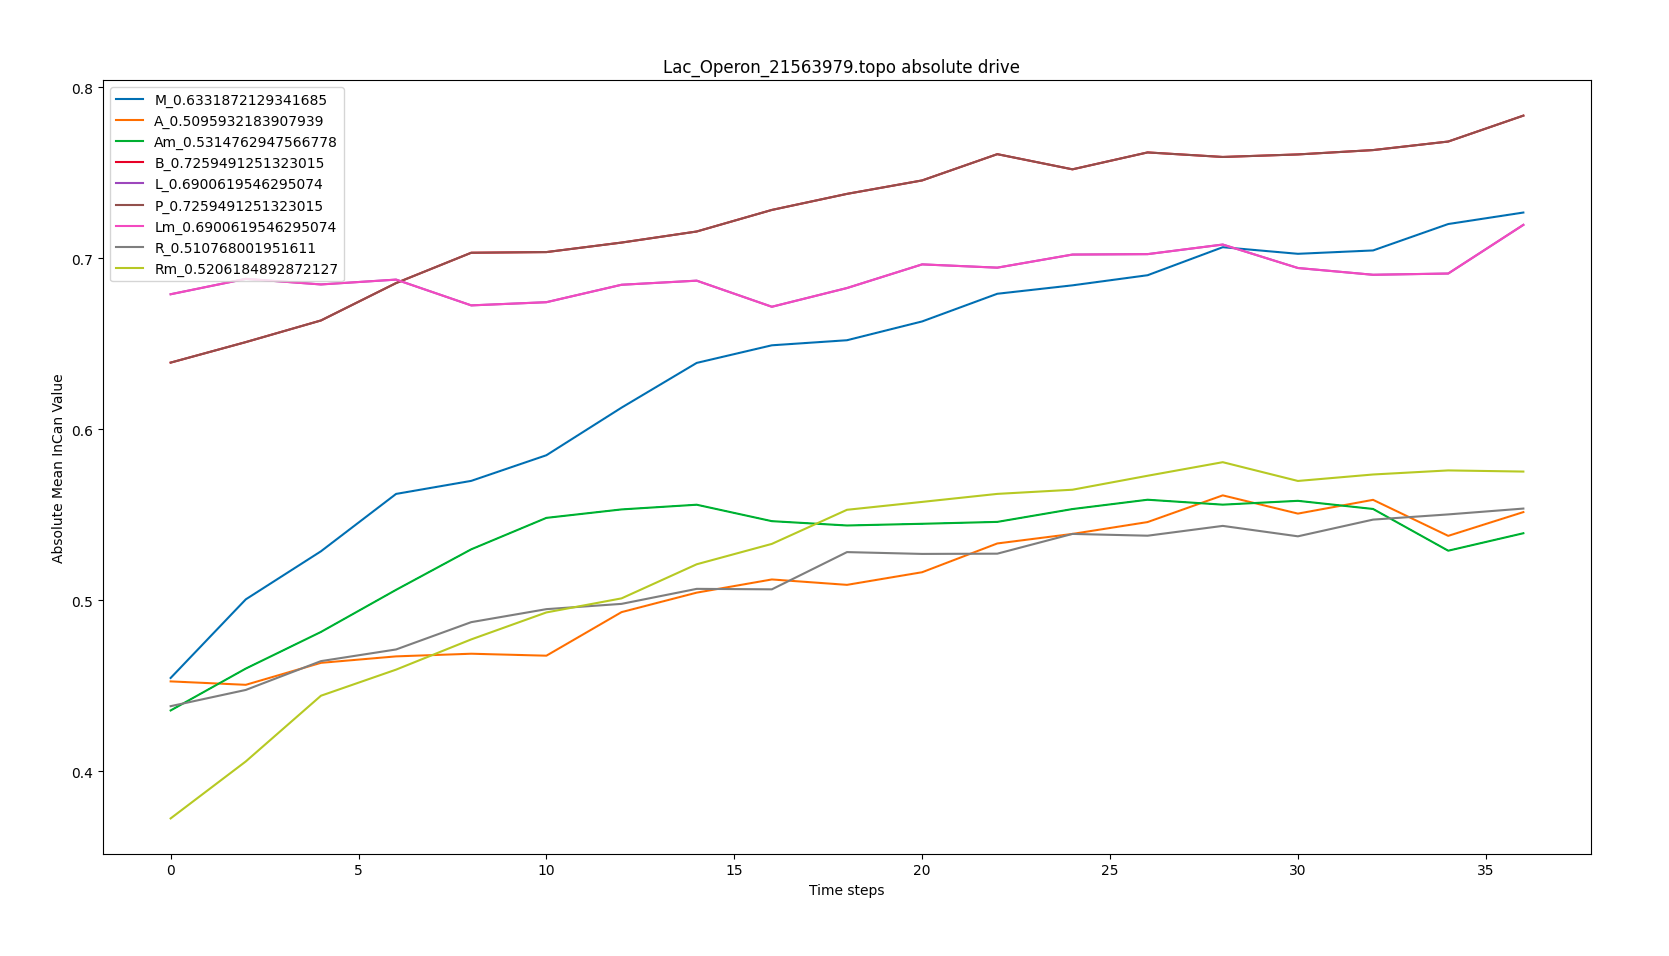 Lac_Operon_21563979.topo absolute drive
M_0.6331872129341685
A_0.5095932183907939
Am_0.5314762947566778
B_0.7259491251323015
L_0.6900619546295074
P_0.7259491251323015
Lm_0.6900619546295074
R_0.510768001951611
Rm_0.5206184892872127
0.8
0.7
0.6
0.5
0.4
Absolute Mean InCan Value
0 5 10 15 20 25 30 35
Time steps